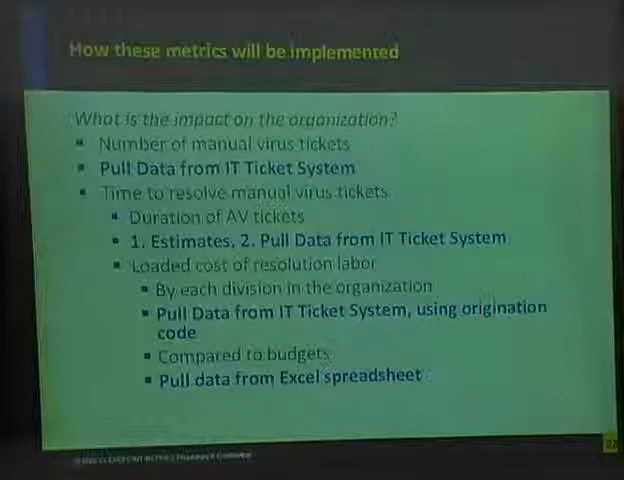 How these metrics will be implemented
What is the impact on the organization?
▪ Number of manual virus tickets
▪ Pull Data from IT Ticket System
▪ Time to resolve manual virus tickets
▪ Duration of AV tickets
▪ 1. Estimates, 2. Pull Data from IT Ticket System
▪ Loaded cost of resolution labor
▪ By each division in the organization
▪ Pull Data from IT Ticket System, using origination
code
▪ Compared to budgets
▪ Pull data from Excel spreadsheet
22